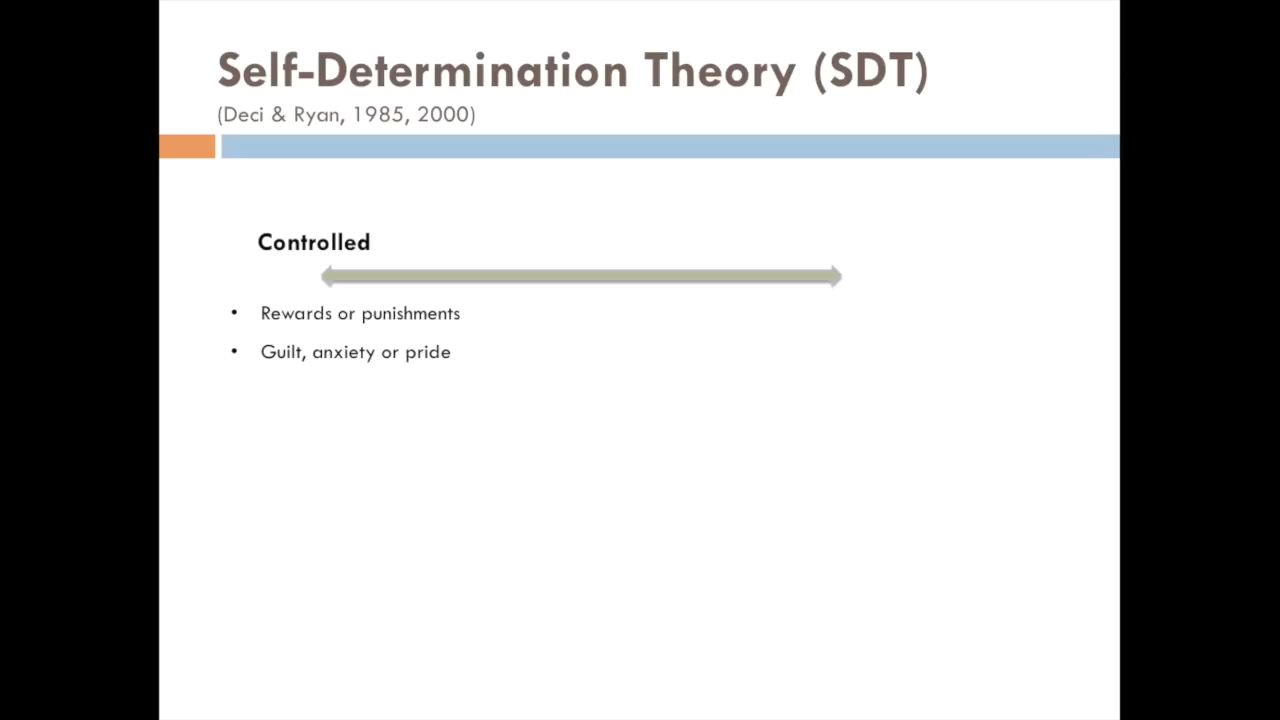 Self-Determination Theory (SDT)
(Deci & Ryan, 1985, 2000)
Controlled
• Rewards or punishments
• Guilt, anxiety or pride